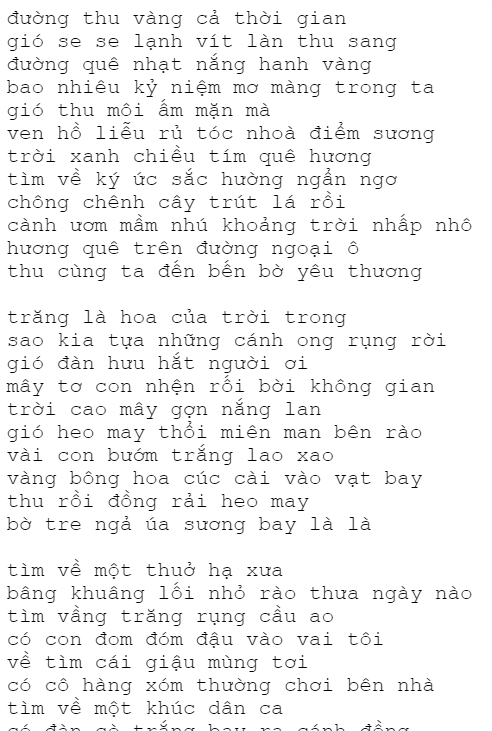 đường thu vàng cả thời gian
gió se se lạnh vít làn thu sang
đường quê nhạt nắng hanh vàng
bao nhiêu kỷ niệm mơ màng trong ta
gió thu môi ấm mặn mà
ven hồ liễu rủ tóc nhoà điểm sương
trời xanh chiều tím quê hương
tìm về ký ức sắc hường ngẩn ngơ
chông chênh cây trút lá rồi
cành ươm mầm nhú khoảng trời nhấp nhô
hương quê trên đường ngoại ô
thu cùng ta đến bến bờ yêu thương

trăng là hoa của trời trong
sao kia tựa những cánh ong rụng rời
gió đàn hưu hắt người ơi
mây tơ con nhện rối bời không gian
trời cao mây gợn nắng lan
gió heo may thổi miên man bên rào
vài con bướm trắng lao xao
vàng bông hoa cúc cài vào vạt bay
thu rồi đồng rải heo may
bờ tre ngả úa sương bay là là

tìm về một thuở hạ xưa
bâng khuâng lối nhỏ rào thưa ngày nào
tìm vầng trăng rụng cầu ao
có con đom đóm đậu vào vai tôi
về tìm cái giậu mùng tơi
có cô hàng xóm thường chơi bên nhà
tìm về một khúc dân ca
có đàn cò trắng bay ra cánh đồng